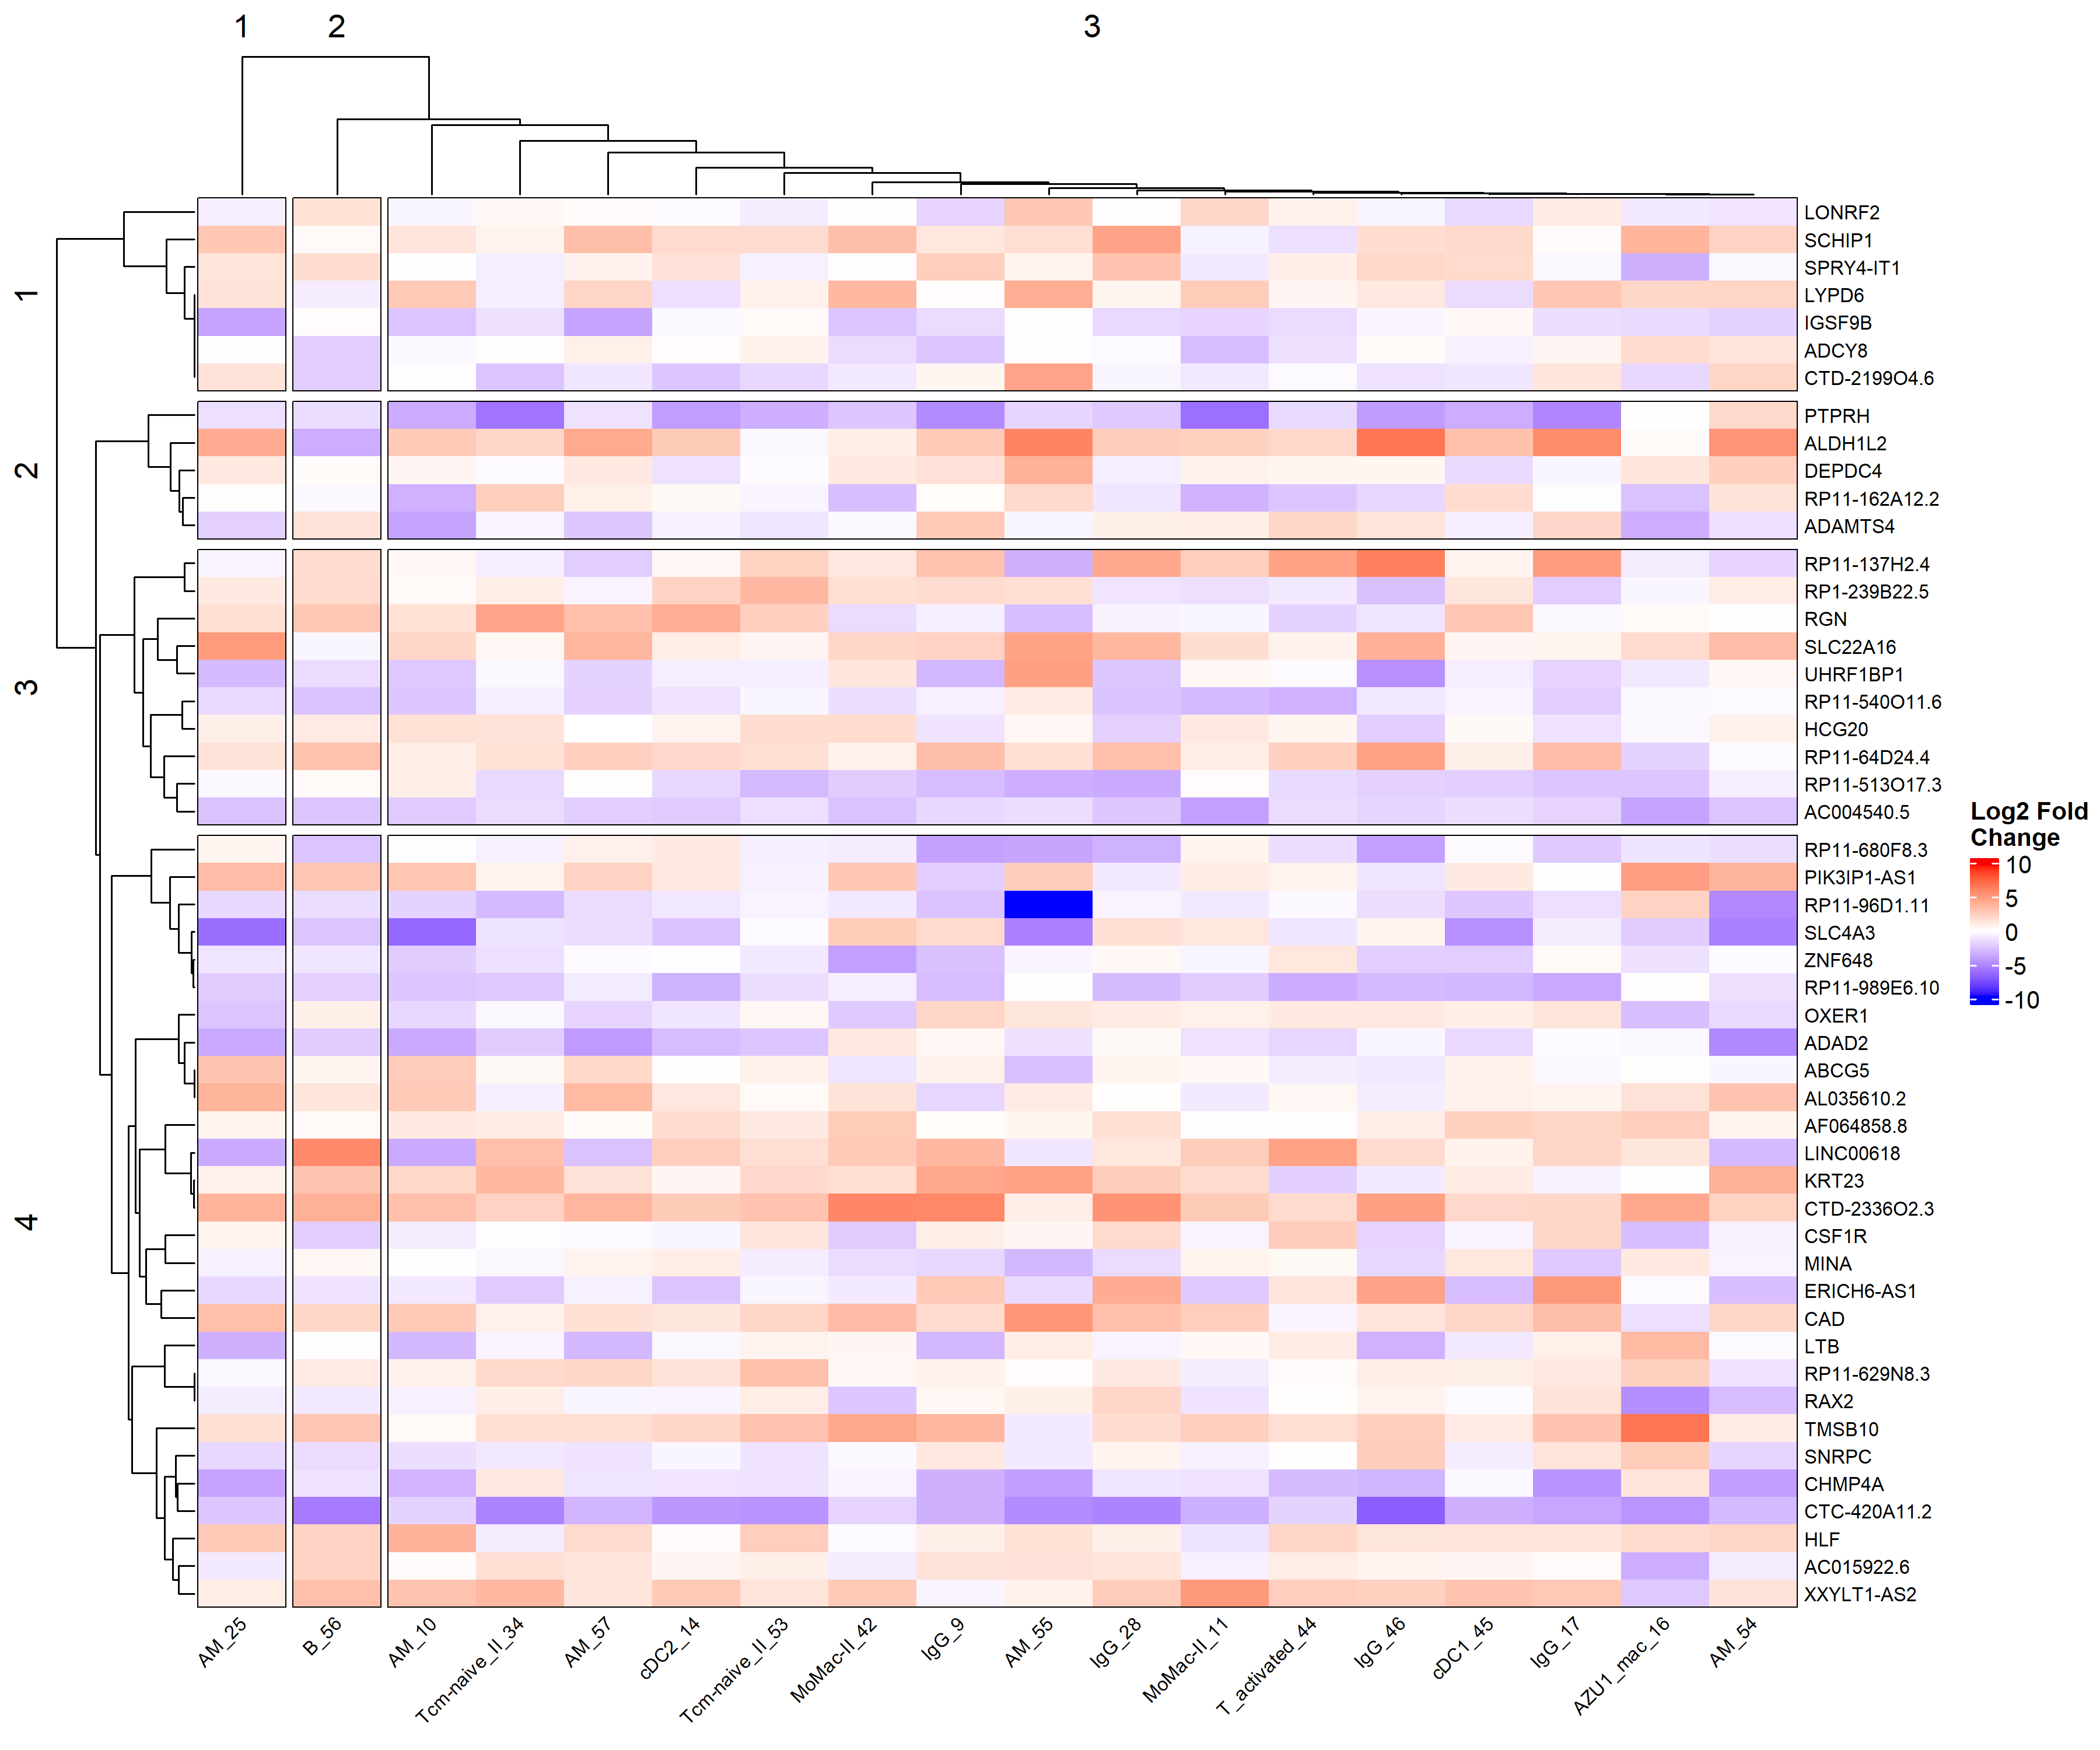 1 2 3
1
2
3
4
LONRF2
SCHIP1
SPRY4-IT1
LYPD6
IGSF9B
ADCY8
CTD-2199O4.6
PTPRH
ALDH1L2
DEPDC4
RP11-162A12.2
ADAMTS4
RP11-137H2.4
RP1-239B22.5
RGN
SLC22A16
UHRF1BP1
RP11-540O11.6
HCG20
RP11-64D24.4
RP11-513O17.3
AC004540.5
RP11-680F8.3
PIK3IP1-AS1
RP11-96D1.11
SLC4A3
ZNF648
RP11-989E6.10
OXER1
ADAD2
ABCG5
AL035610.2
AF064858.8
LINC00618
KRT23
CTD-2336O2.3
CSF1R
MINA
ERICH6-AS1
CAD
LTB
RP11-629N8.3
RAX2
TMSB10
SNRPC
CHMP4A
CTC-420A11.2
HLF
AC015922.6
XXYLT1-AS2
AM_25
B_56
AM_10
Tcm-naive_II_34
AM_57
cDC2_14
Tcm-naive_II_53
MoMac-II_42
IgG_9
AM_55
IgG_28
MoMac-II_11
T_activated_44
IgG_46
cDC1_45
IgG_17
AZU1_mac_16
AM_54
Log2 Fold
Change
10
5
0
-5
-10